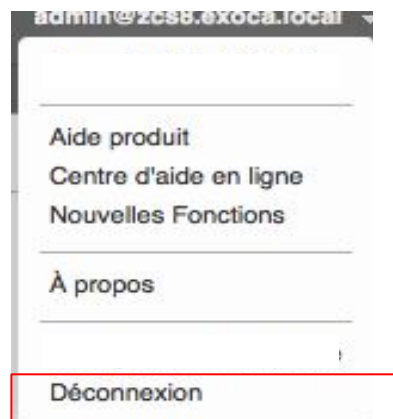 admin@zcs8.exoca.local
Aide produit
Centre d'aide en ligne
Nouvelles Fonctions
À propos
Déconnexion